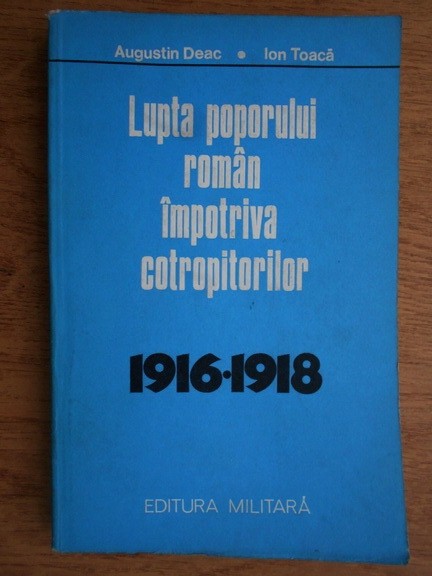 Augustin Deac • Ion Toacă
Lupta poporului
român
împotriva
cotropitorilor
1916·1918
EDITURA MILITARĂ